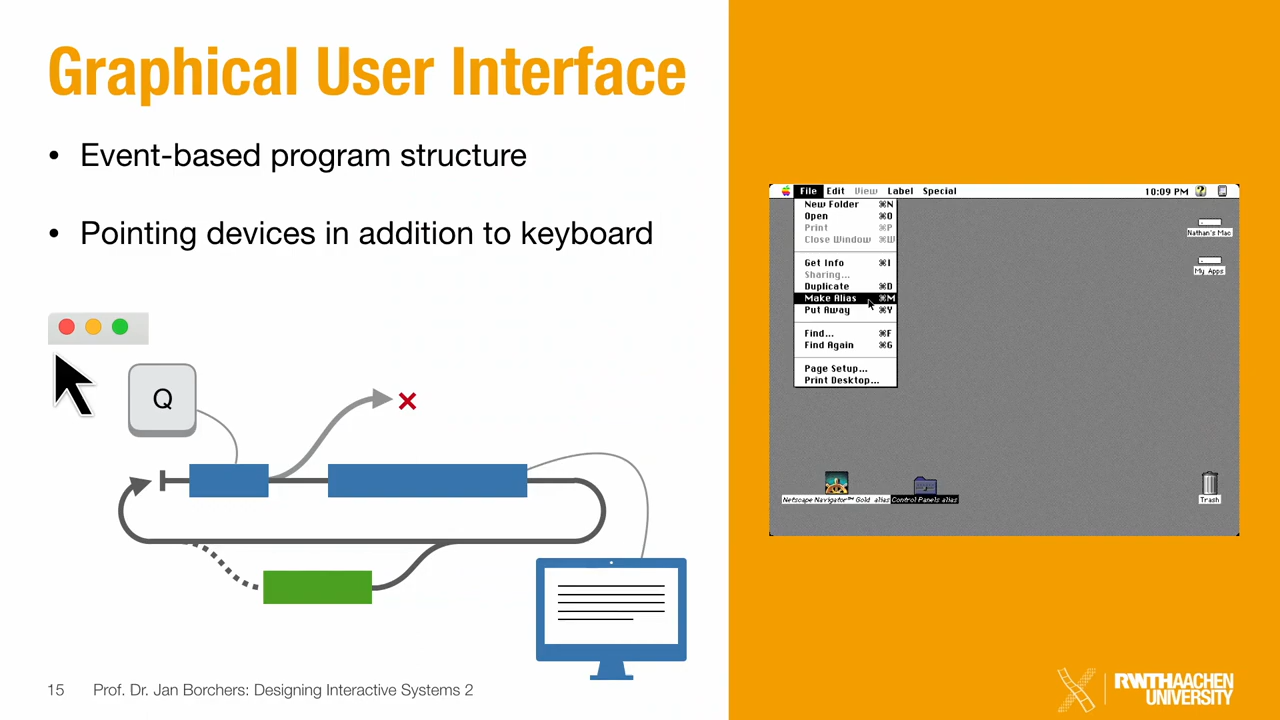 Graphical User Interface
• Event-based program structure
• Pointing devices in addition to keyboard
Q
File Edit View Label Special 10:09 PM
New Folder ⌘N
Open ⌘O
Print ⌘P
Close Window ⌘W
Get Info ⌘I
Sharing...
Duplicate ⌘D
Make Alias ⌘M
Put Away ⌘Y
Find... ⌘F
Find Again ⌘G
Page Setup...
Print Desktop...
Nathan's Mac
My Apps
Netscape Navigator™ Gold alias
Control Panels alias
Trash
15 Prof. Dr. Jan Borchers: Designing Interactive Systems 2
RWTHAACHEN
UNIVERSITY